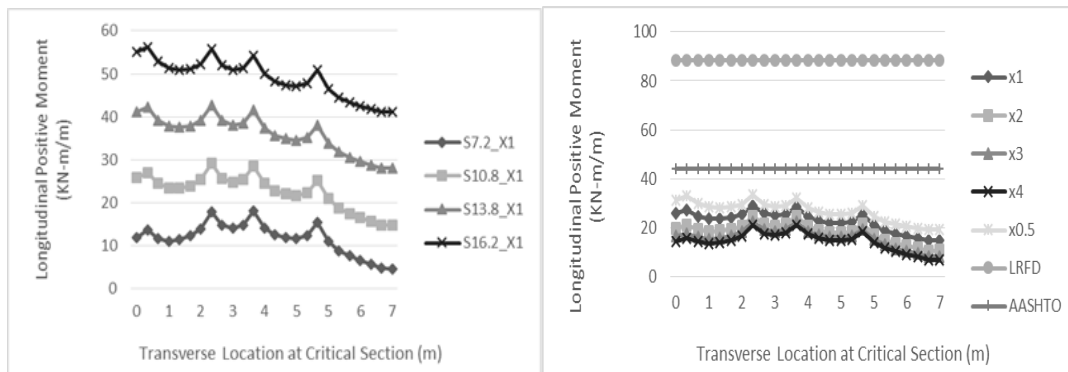 60
50
40
30
20
10
0
0 1 2 3 4 5 5 6 7
Longitudinal Positive Moment
(KN-m/m)
Transverse Location at Critical Section (m)
S7.2_X1
S10.8_X1
S13.8_X1
S16.2_X1
100
80
60
40
20
0
0 1 2 3 4 5 5 6 7
Longitudinal Positive Moment
(KN-m/m)
Transverse Location at Critical Section (m)
x1
x2
x3
x4
x0.5
LRFD
AASHTO